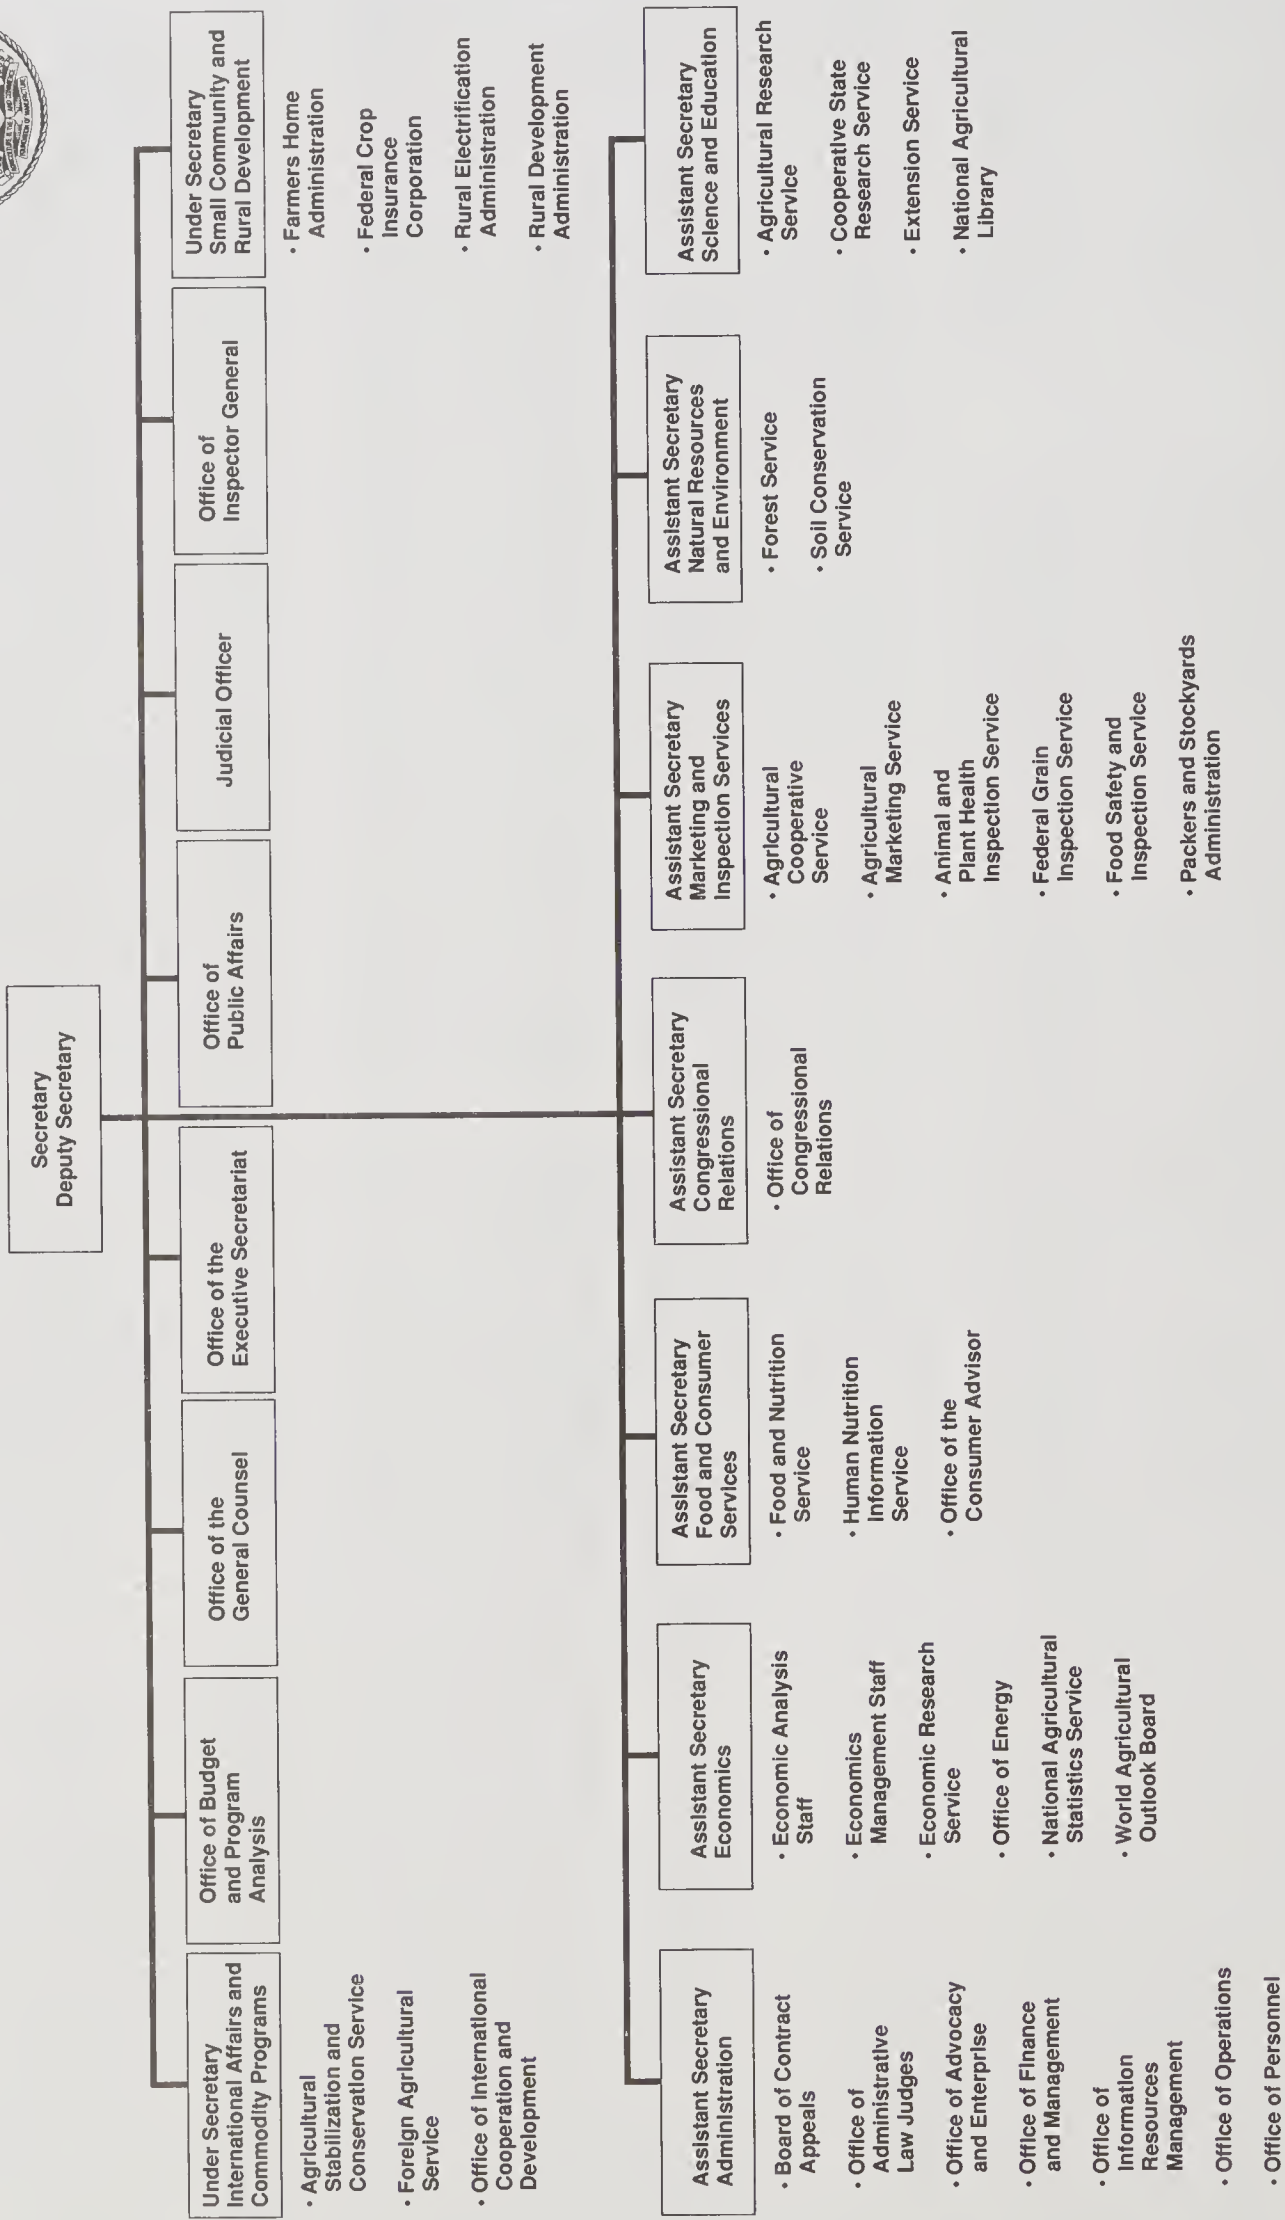 Secretary
Deputy Secretary
Under Secretary
International Affairs and
Commodity Programs
• Agricultural
Stabilization and
Conservation Service
• Foreign Agricultural
Service
• Office of International
Cooperation and
Development
Office of Budget
and Program
Analysis
Office of the
General Counsel
Office of the
Executive Secretariat
Office of
Public Affairs
Judicial Officer
Office of
Inspector General
Under Secretary
Small Community and
Rural Development
• Farmers Home
Administration
• Federal Crop
Insurance
Corporation
• Rural Electrification
Administration
• Rural Development
Administration
Assistant Secretary
Administration
• Board of Contract
Appeals
• Office of
Administrative
Law Judges
• Office of Advocacy
and Enterprise
• Office of Finance
and Management
• Office of
Information
Resources
Management
• Office of Operations
• Office of Personnel
Assistant Secretary
Economics
• Economic Analysis
Staff
• Economics
Management Staff
• Economic Research
Service
• Office of Energy
• National Agricultural
Statistics Service
• World Agricultural
Outlook Board
Assistant Secretary
Food and Consumer
Services
• Food and Nutrition
Service
• Human Nutrition
Information
Service
• Office of the
Consumer Advisor
Assistant Secretary
Congressional
Relations
• Office of
Congressional
Relations
Assistant Secretary
Marketing and
Inspection Services
• Agricultural
Cooperative
Service
• Agricultural
Marketing Service
• Animal and
Plant Health
Inspection Service
• Federal Grain
Inspection Service
• Food Safety and
Inspection Service
• Packers and Stockyards
Administration
Assistant Secretary
Natural Resources
and Environment
• Forest Service
• Soil Conservation
Service
Assistant Secretary
Science and Education
• Agricultural Research
Service
• Cooperative State
Research Service
• Extension Service
• National Agricultural
Library